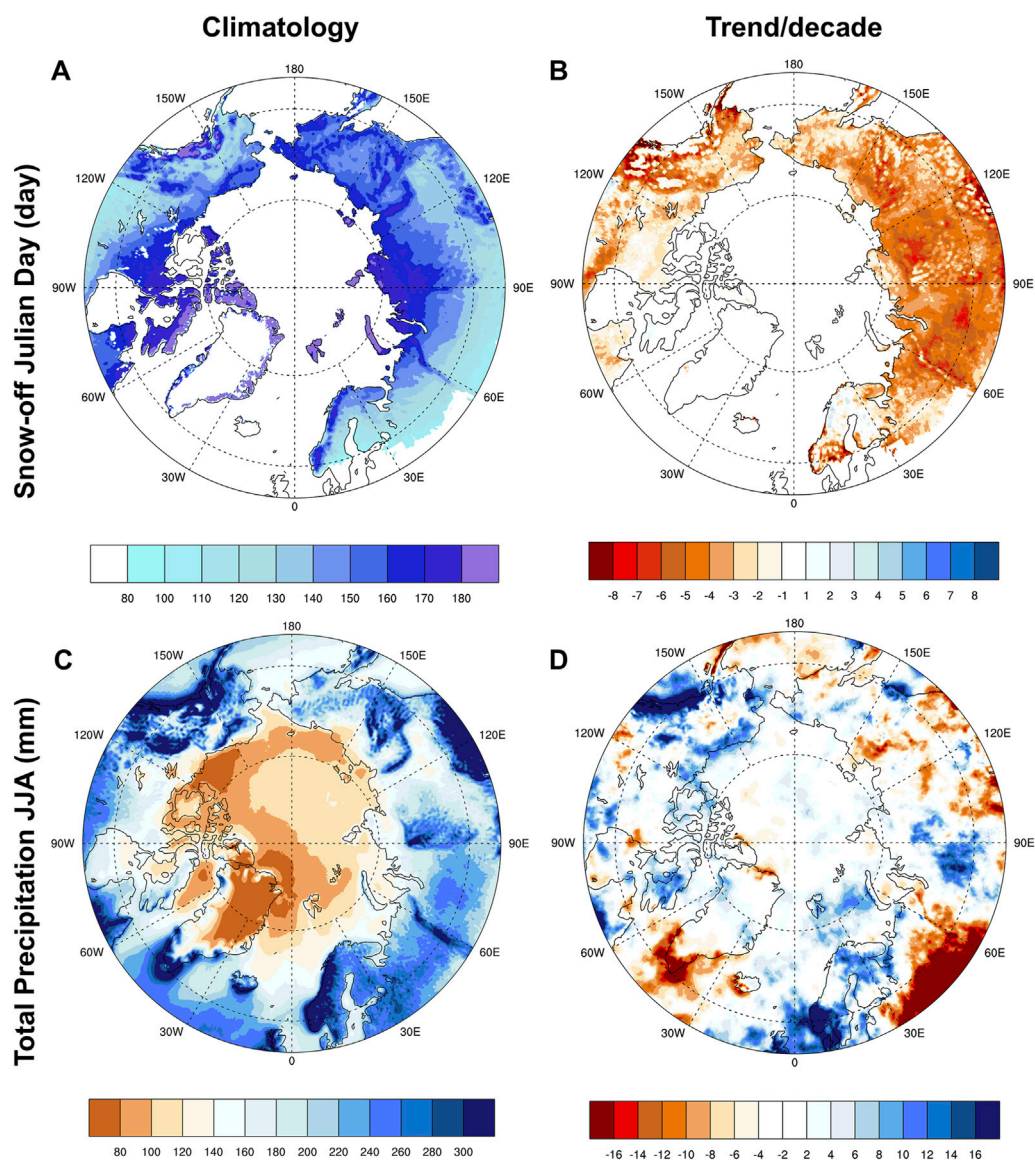 Climatology Trend/decade
A B
Snow-off Julian Day (day)
180 180
150W 150E 150W 150E
120W 120E 120W 120E
90W 90E 90W 90E
60W 60E 60W 60E
30W 30E 30W 30E
0 0
80 100 110 120 130 140 150 160 170 180
-8 -7 -6 -5 -4 -3 -2 -1 1 2 3 4 5 6 7 8
C D
Total Precipitation JJA (mm)
180 180
150W 150E 150W 150E
120W 120E 120W 120E
90W 90E 90W 90E
60W 60E 60W 60E
30W 30E 30W 30E
0 0
80 100 120 140 160 180 200 220 240 260 280 300
-16 -14 -12 -10 -8 -6 -4 -2 2 4 6 8 10 12 14 16